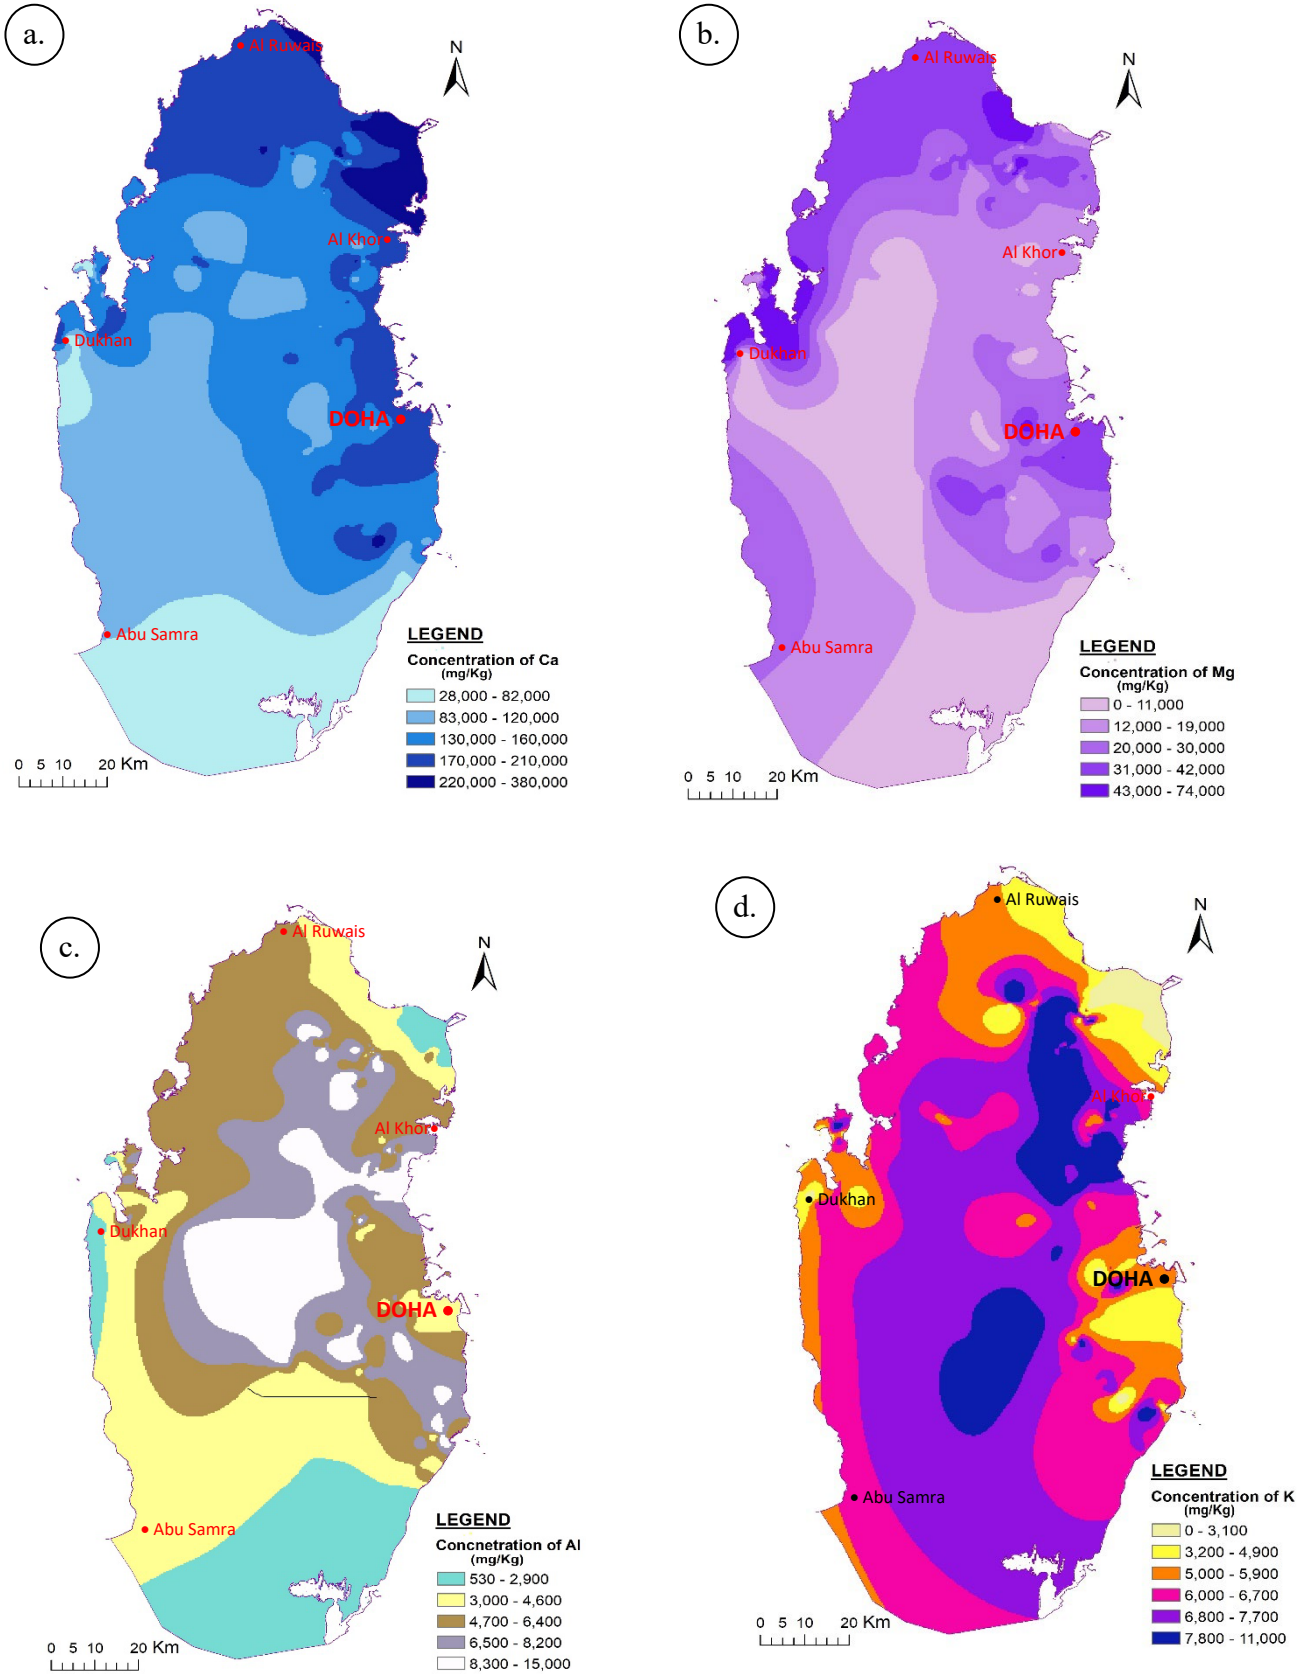 a.
Al Ruwais
N
Al Khor
Dukhan
DOHA
Abu Samra
LEGEND
Concentration of Ca
(mg/Kg)
28,000 - 82,000
83,000 - 120,000
130,000 - 160,000
170,000 - 210,000
220,000 - 380,000
0 5 10 20 Km
b.
Al Ruwais
N
Al Khor
Dukhan
DOHA
Abu Samra
LEGEND
Concentration of Mg
(mg/Kg)
0 - 11,000
12,000 - 19,000
20,000 - 30,000
31,000 - 42,000
43,000 - 74,000
0 5 10 20 Km
c.
Al Ruwais
N
Al Khor
Dukhan
DOHA
Abu Samra
LEGEND
Concnetration of Al
(mg/Kg)
530 - 2,900
3,000 - 4,600
4,700 - 6,400
6,500 - 8,200
8,300 - 15,000
0 5 10 20 Km
d.
Al Ruwais
N
Al Khor
Dukhan
DOHA
Abu Samra
LEGEND
Concentration of K
(mg/Kg)
0 - 3,100
3,200 - 4,900
5,000 - 5,900
6,000 - 6,700
6,800 - 7,700
7,800 - 11,000
0 5 10 20 Km